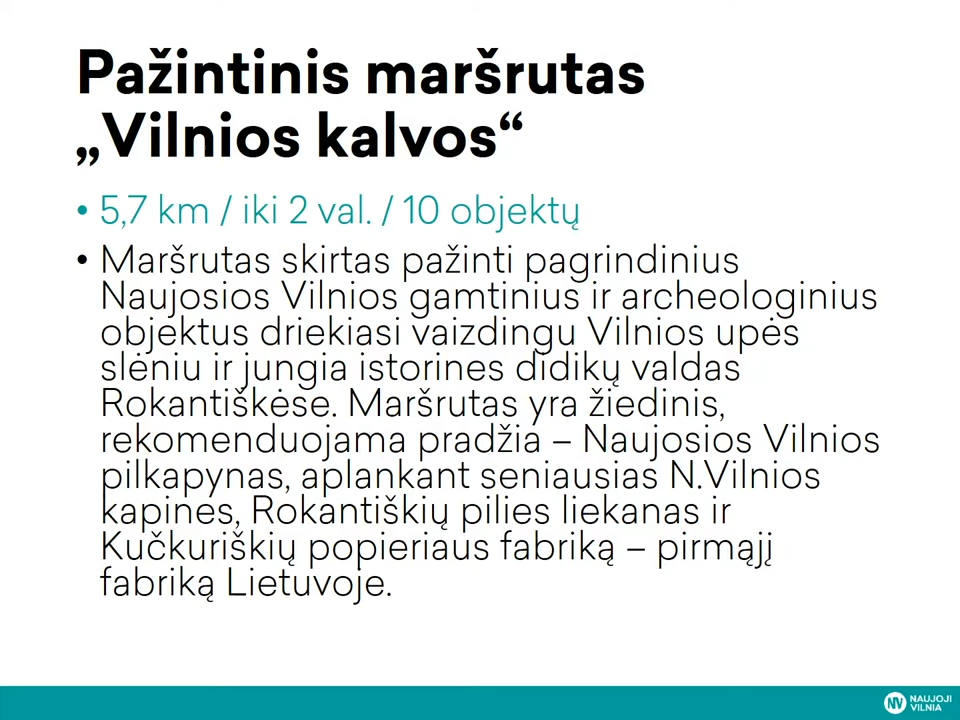 Pažintinis maršrutas
„Vilnios kalvos“
• 5,7 km / iki 2 val. / 10 objektų
• Maršrutas skirtas pažinti pagrindinius
Naujosios Vilnios gamtinius ir archeologinius
objektus driekiasi vaizdingu Vilnios upės
slėniu ir jungia istorines didikų valdas
Rokantiškėse. Maršrutas yra žiedinis,
rekomenduojama pradžia – Naujosios Vilnios
pilkapynas, aplankant seniausias N.Vilnios
kapines, Rokantiškių pilies liekanas ir
Kučkuriškių popieriaus fabriką – pirmąjį
fabriką Lietuvoje.
NV NAUJOJI
VILNIA